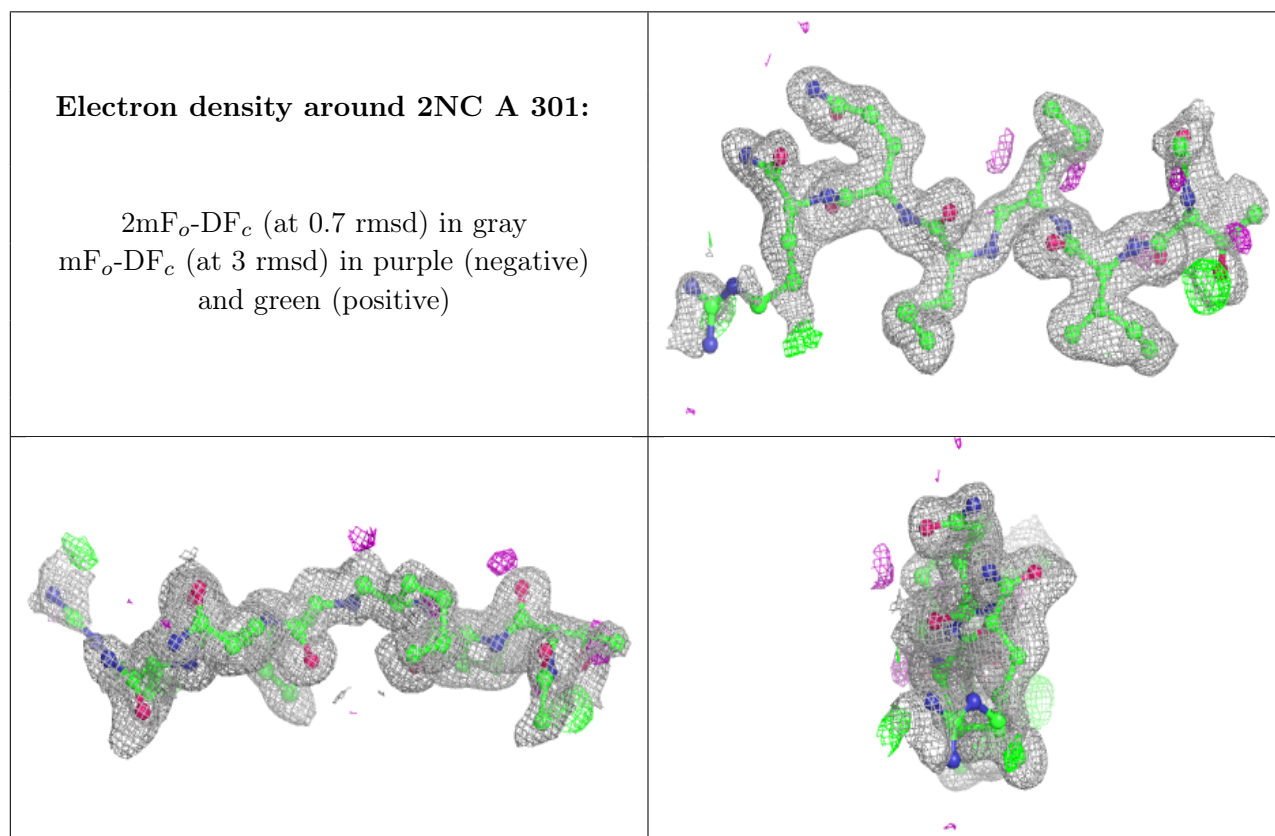 Electron density around 2NC A 301:
2mFo-DFc (at 0.7 rmsd) in gray
mFo-DFc (at 3 rmsd) in purple (negative)
and green (positive)